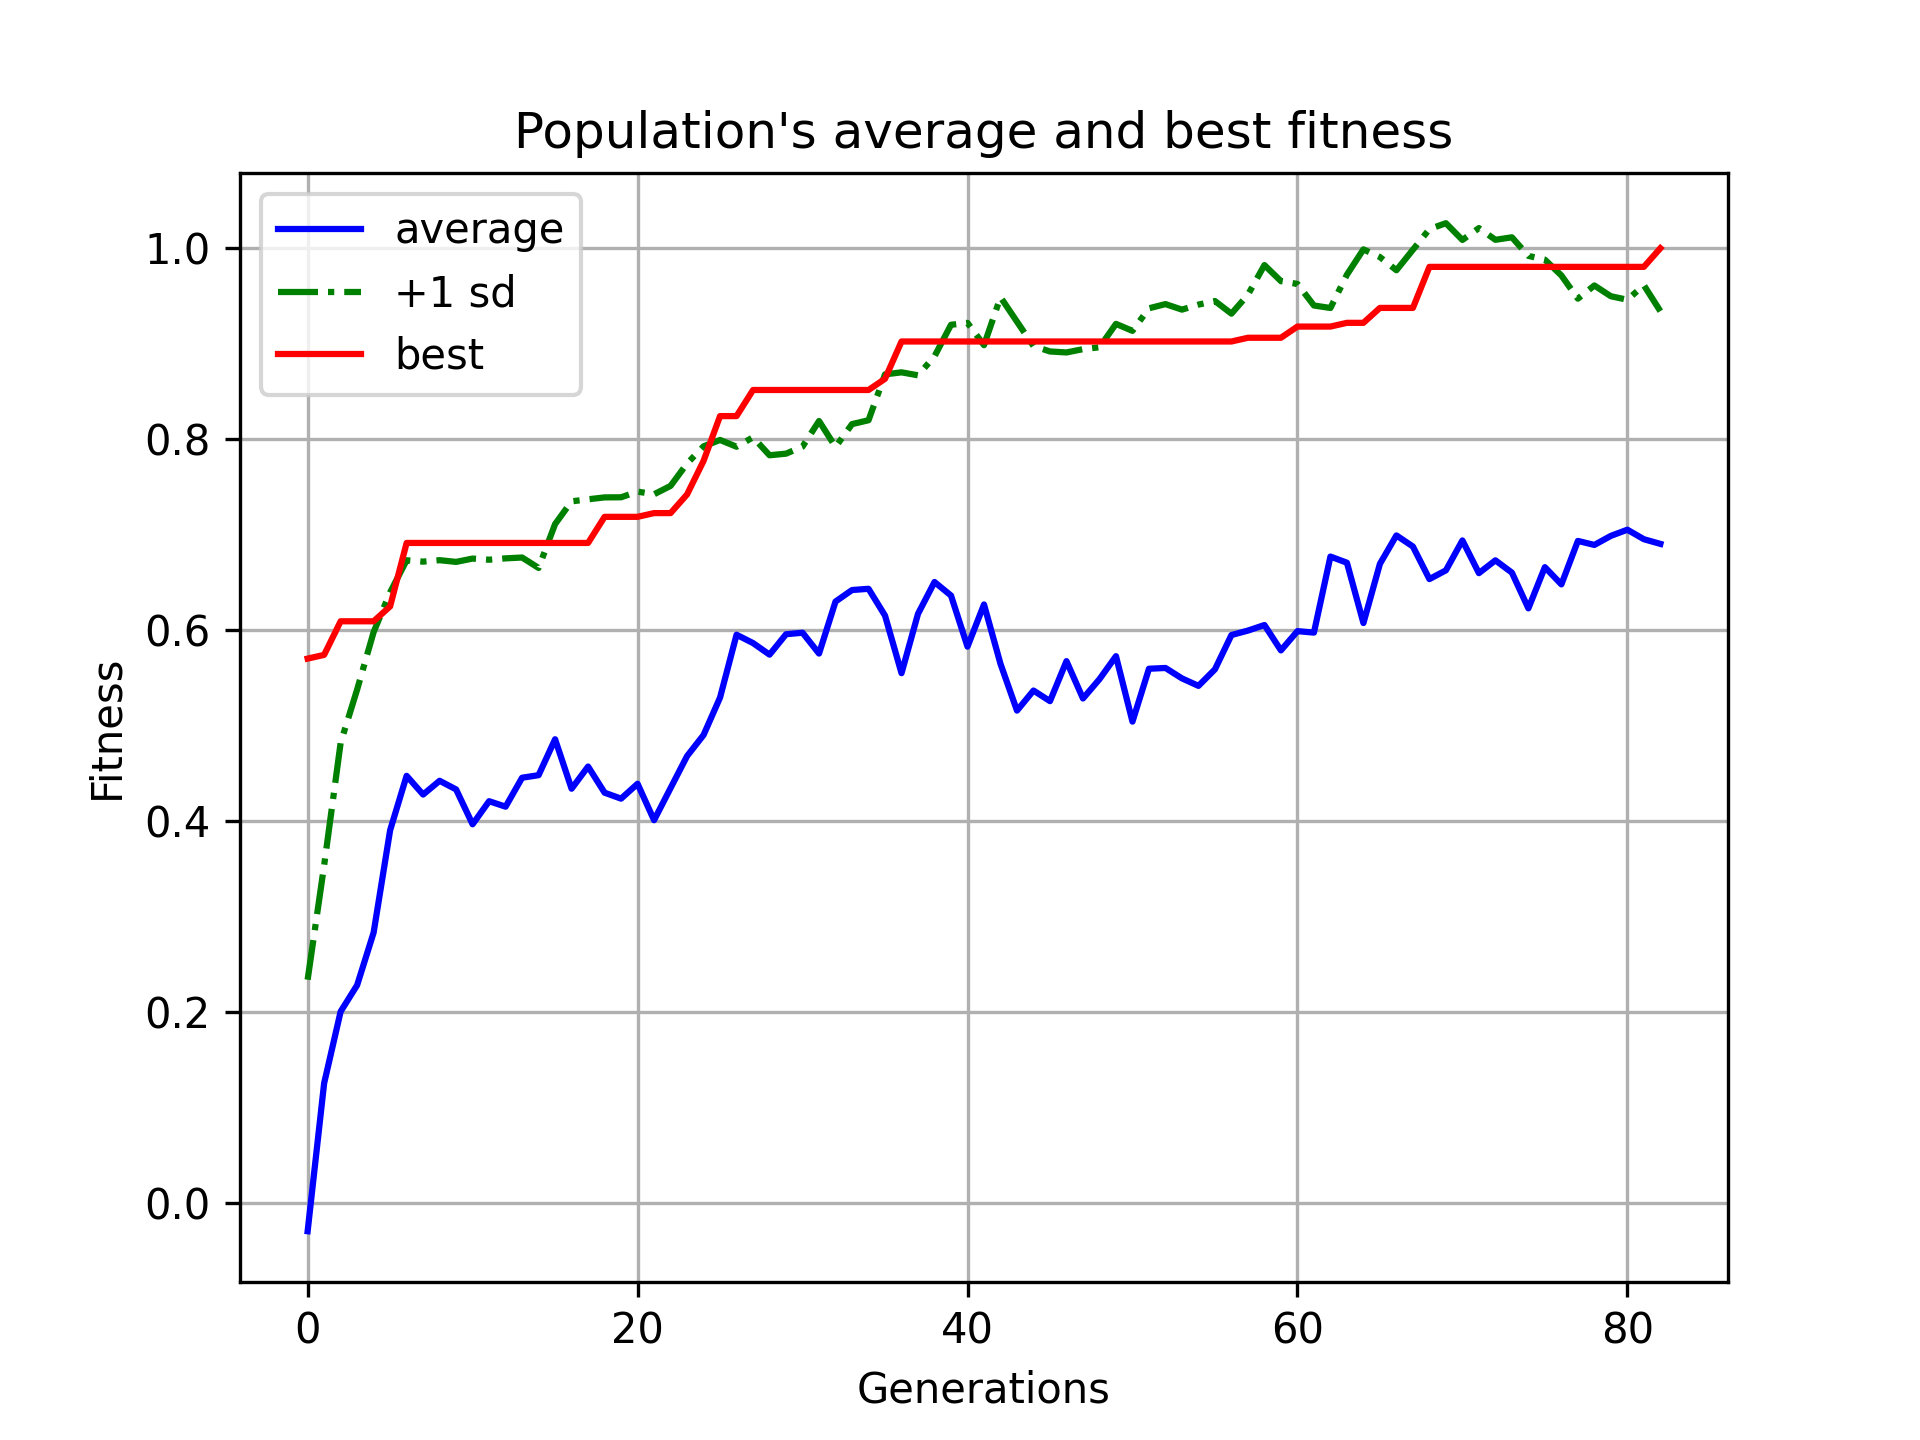 Population's average and best fitness
average
+1 sd
best
1.0
0.8
0.6
0.4
0.2
0.0
Fitness
0 20 40 60 80
Generations